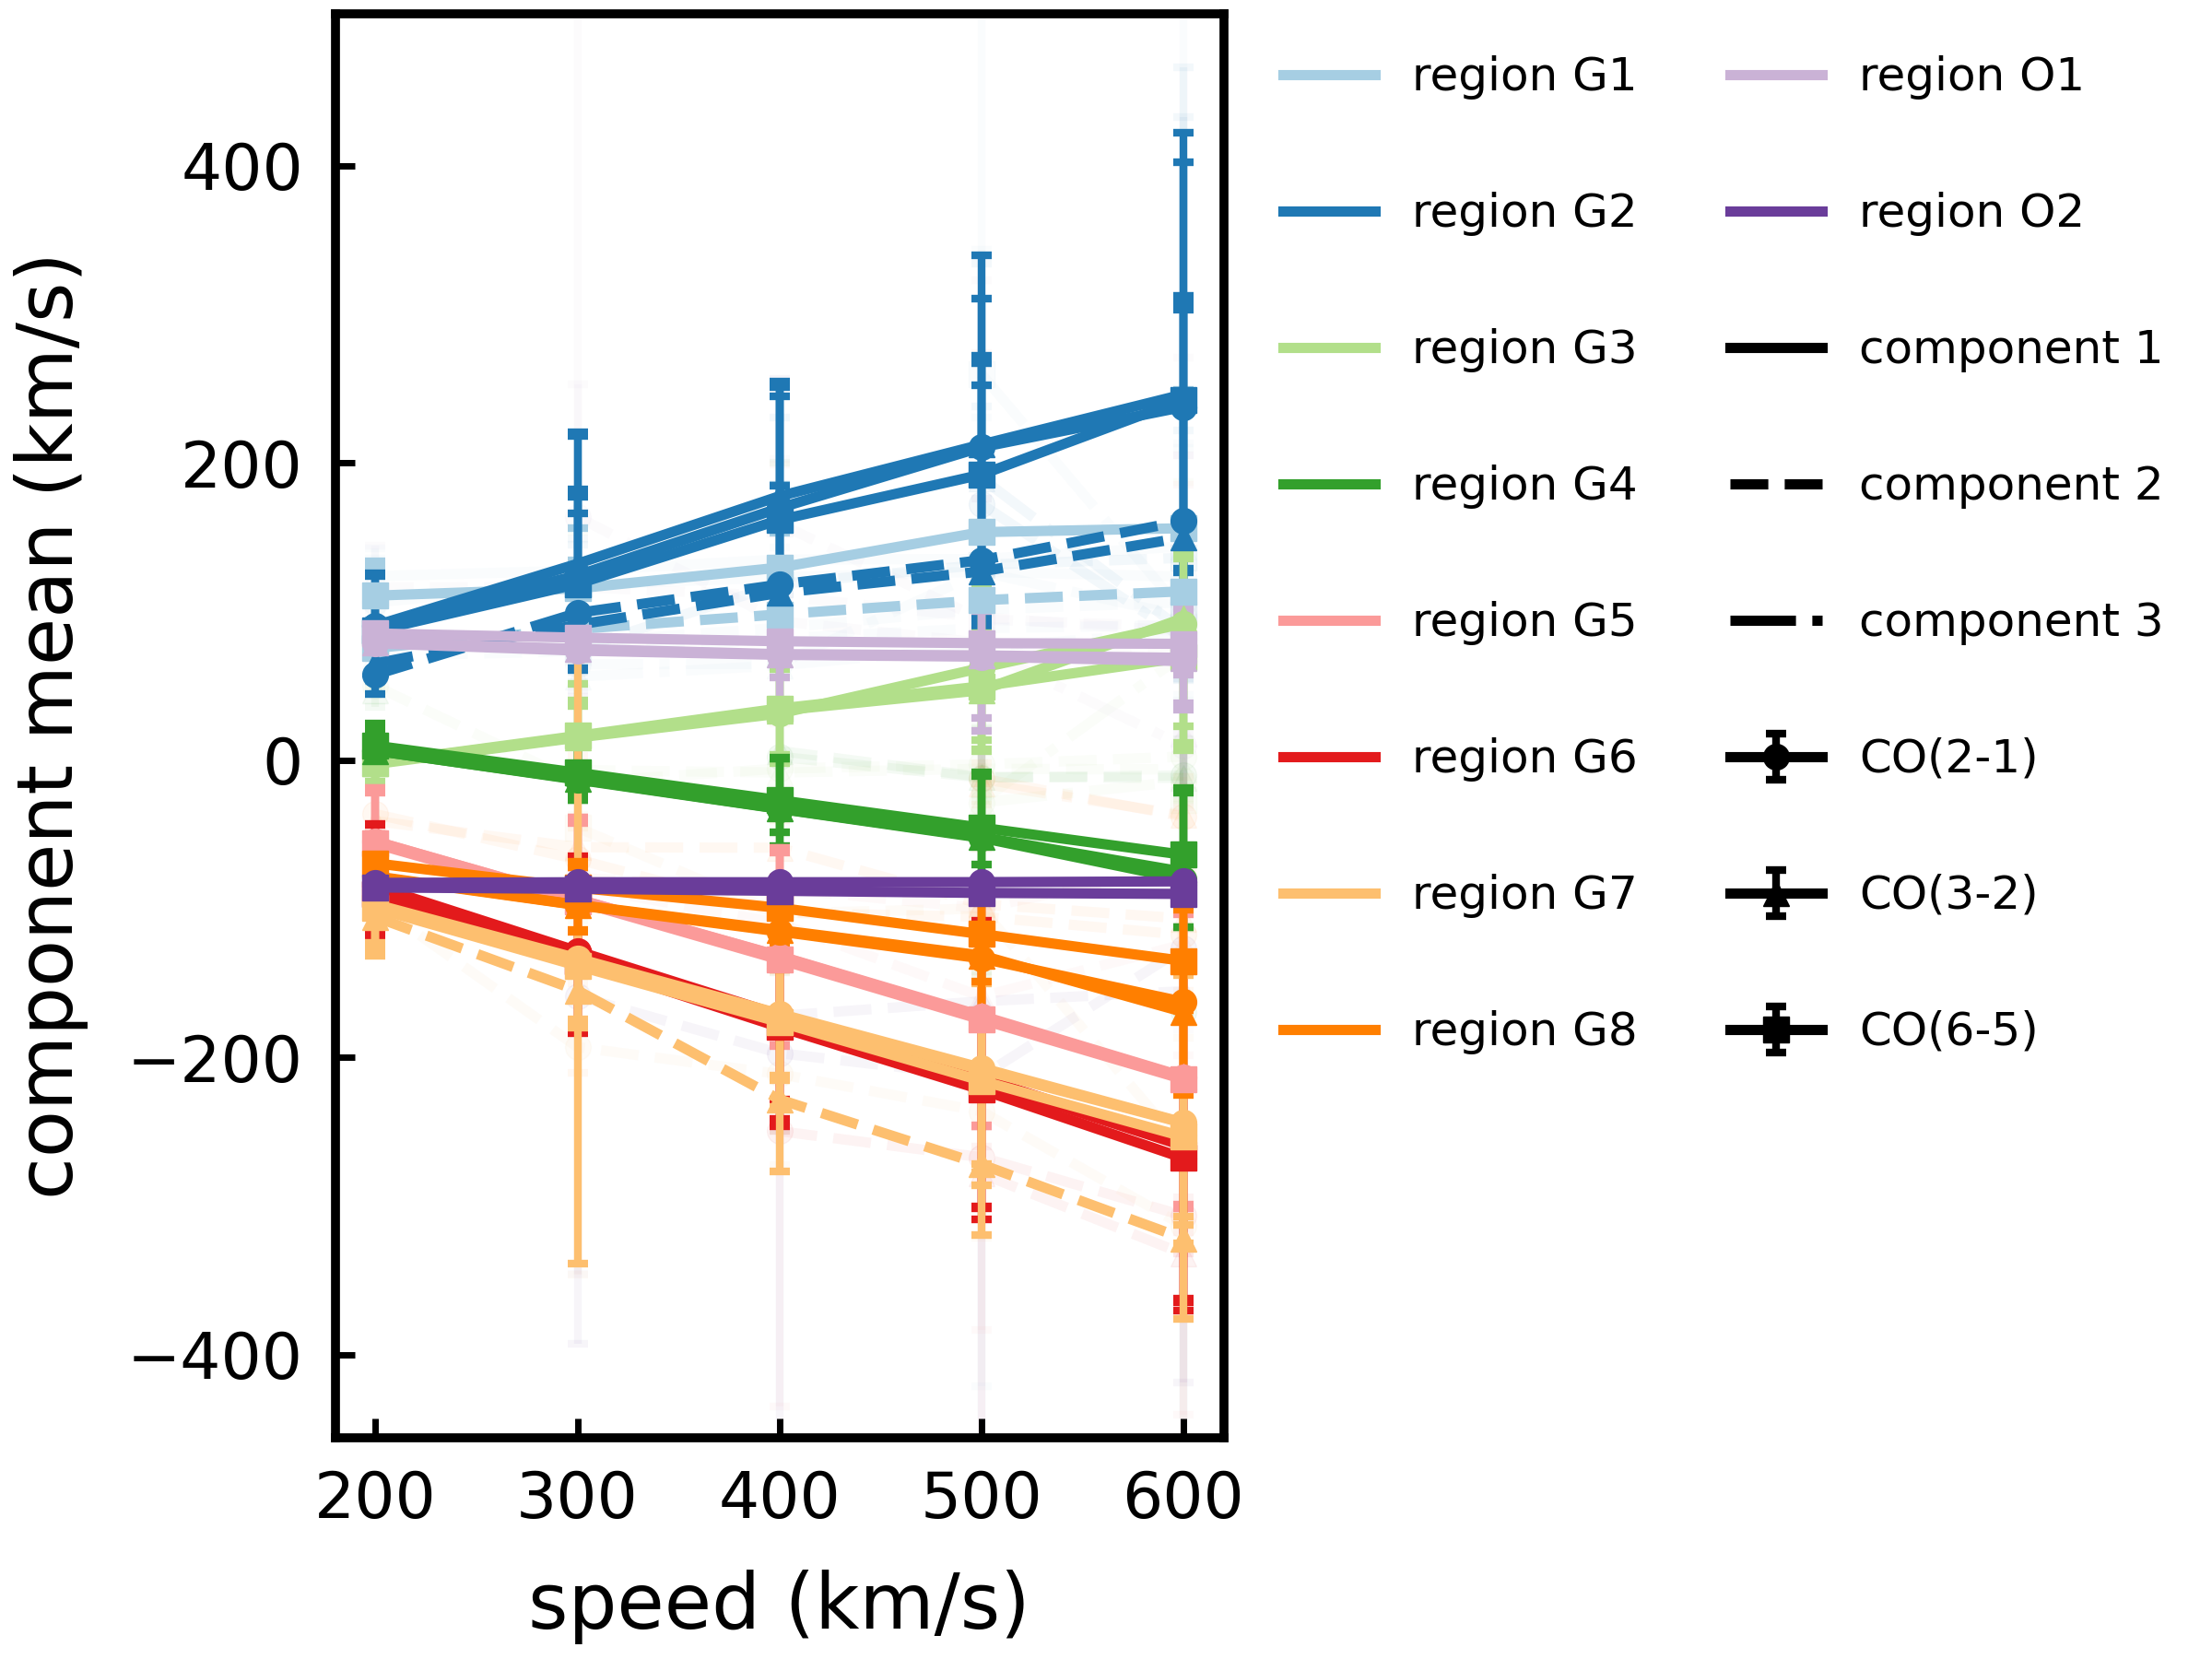 component mean (km/s)
400
200
0
−200
−400
200 300 400 500 600
speed (km/s)
region G1
region G2
region G3
region G4
region G5
region G6
region G7
region G8
region O1
region O2
component 1
component 2
component 3
CO(2-1)
CO(3-2)
CO(6-5)